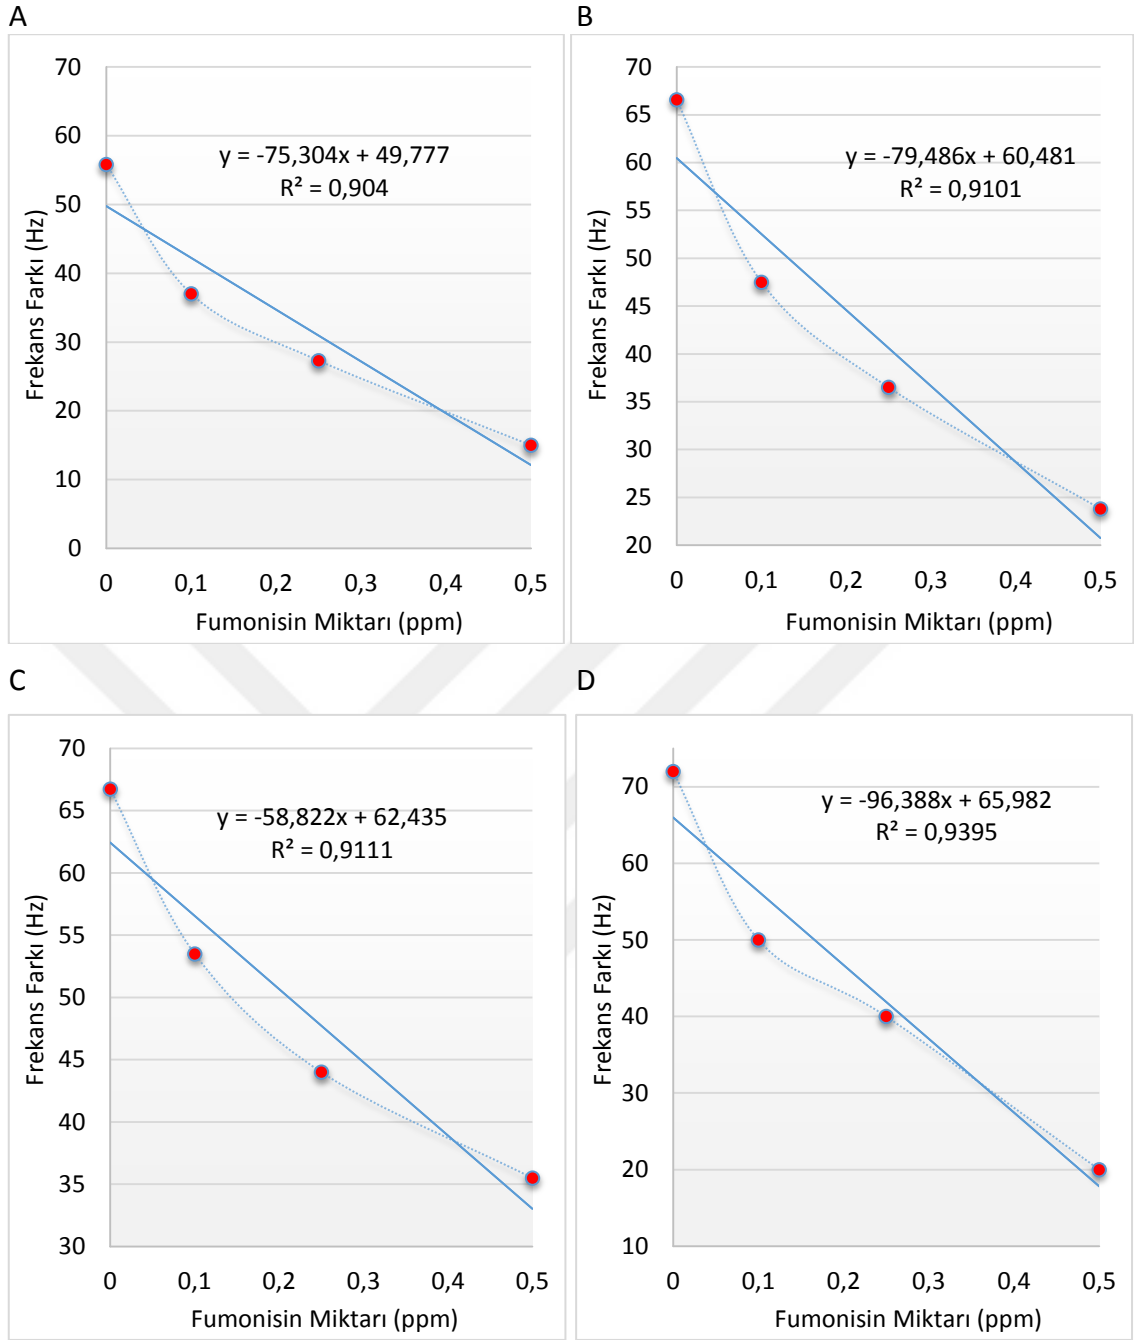 A
70
60
50
40
30
20
10
0
y = -75,304x + 49,777
R² = 0,904
Frekans Farkı (Hz)
0 0,1 0,2 0,3 0,4 0,5
Fumonisin Miktarı (ppm)
B
70
65
60
55
50
45
40
35
30
25
20
y = -79,486x + 60,481
R² = 0,9101
Frekans Farkı (Hz)
0 0,1 0,2 0,3 0,4 0,5
Fumonisin Miktarı (ppm)
C
70
65
60
55
50
45
40
35
30
y = -58,822x + 62,435
R² = 0,9111
Frekans Farkı (Hz)
0 0,1 0,2 0,3 0,4 0,5
Fumonisin Miktarı (ppm)
D
70
60
50
40
30
20
10
y = -96,388x + 65,982
R² = 0,9395
Frekans Farkı (Hz)
0 0,1 0,2 0,3 0,4 0,5
Fumonisin Miktarı (ppm)